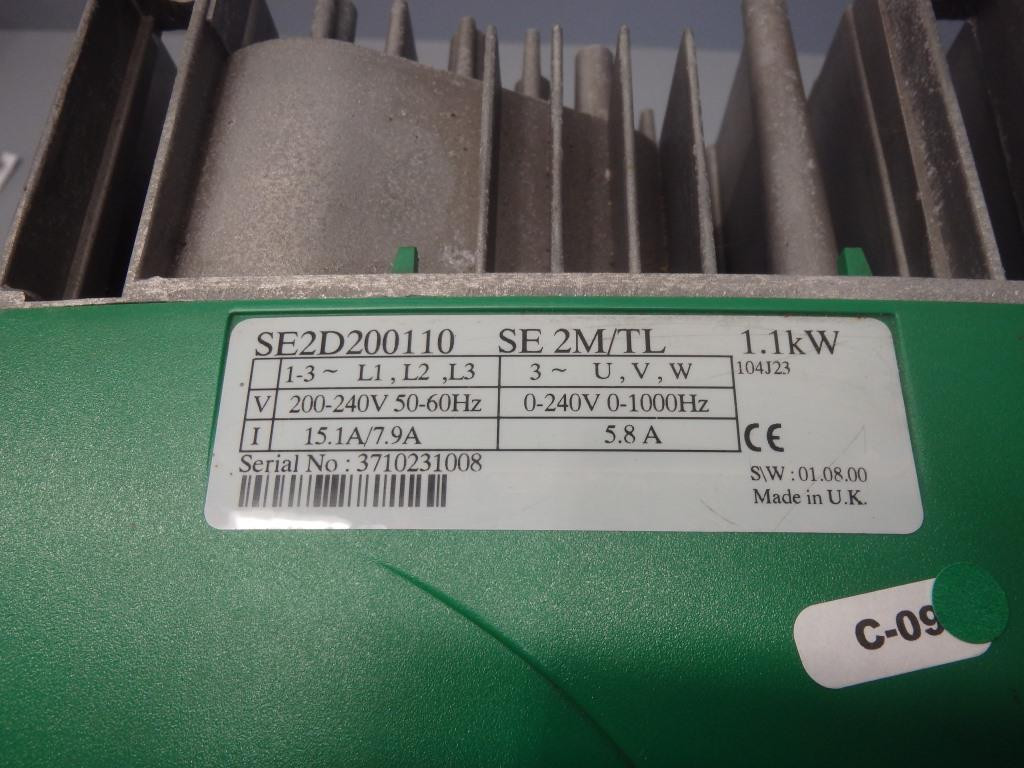 SE2D200110 SE 2M/TL 1.1kW
1-3 ~ L1 , L2 ,L3 3 ~ U , V , W 104J23
V 200-240V 50-60Hz 0-240V 0-1000Hz
I 15.1A/7.9A 5.8 A CE
Serial No : 3710231008
S\W : 01.08.00
Made in U.K.
C-09